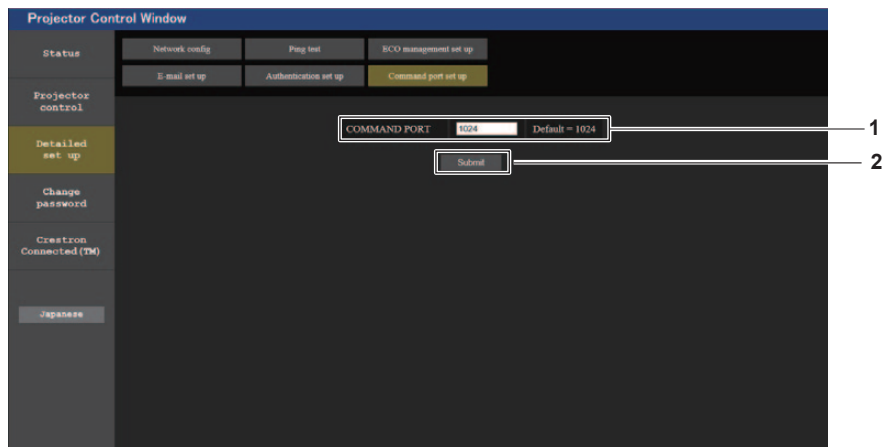 Projector Control Window
Status
Network config
Ping test
ECO management set up
E-mail set up
Authentication set up
Command port set up
Projector
control
COMMAND PORT 1024 Default = 1024
1
Detailed
set up
Submit
2
Change
password
Crestron
Connected(TM)
Japanese